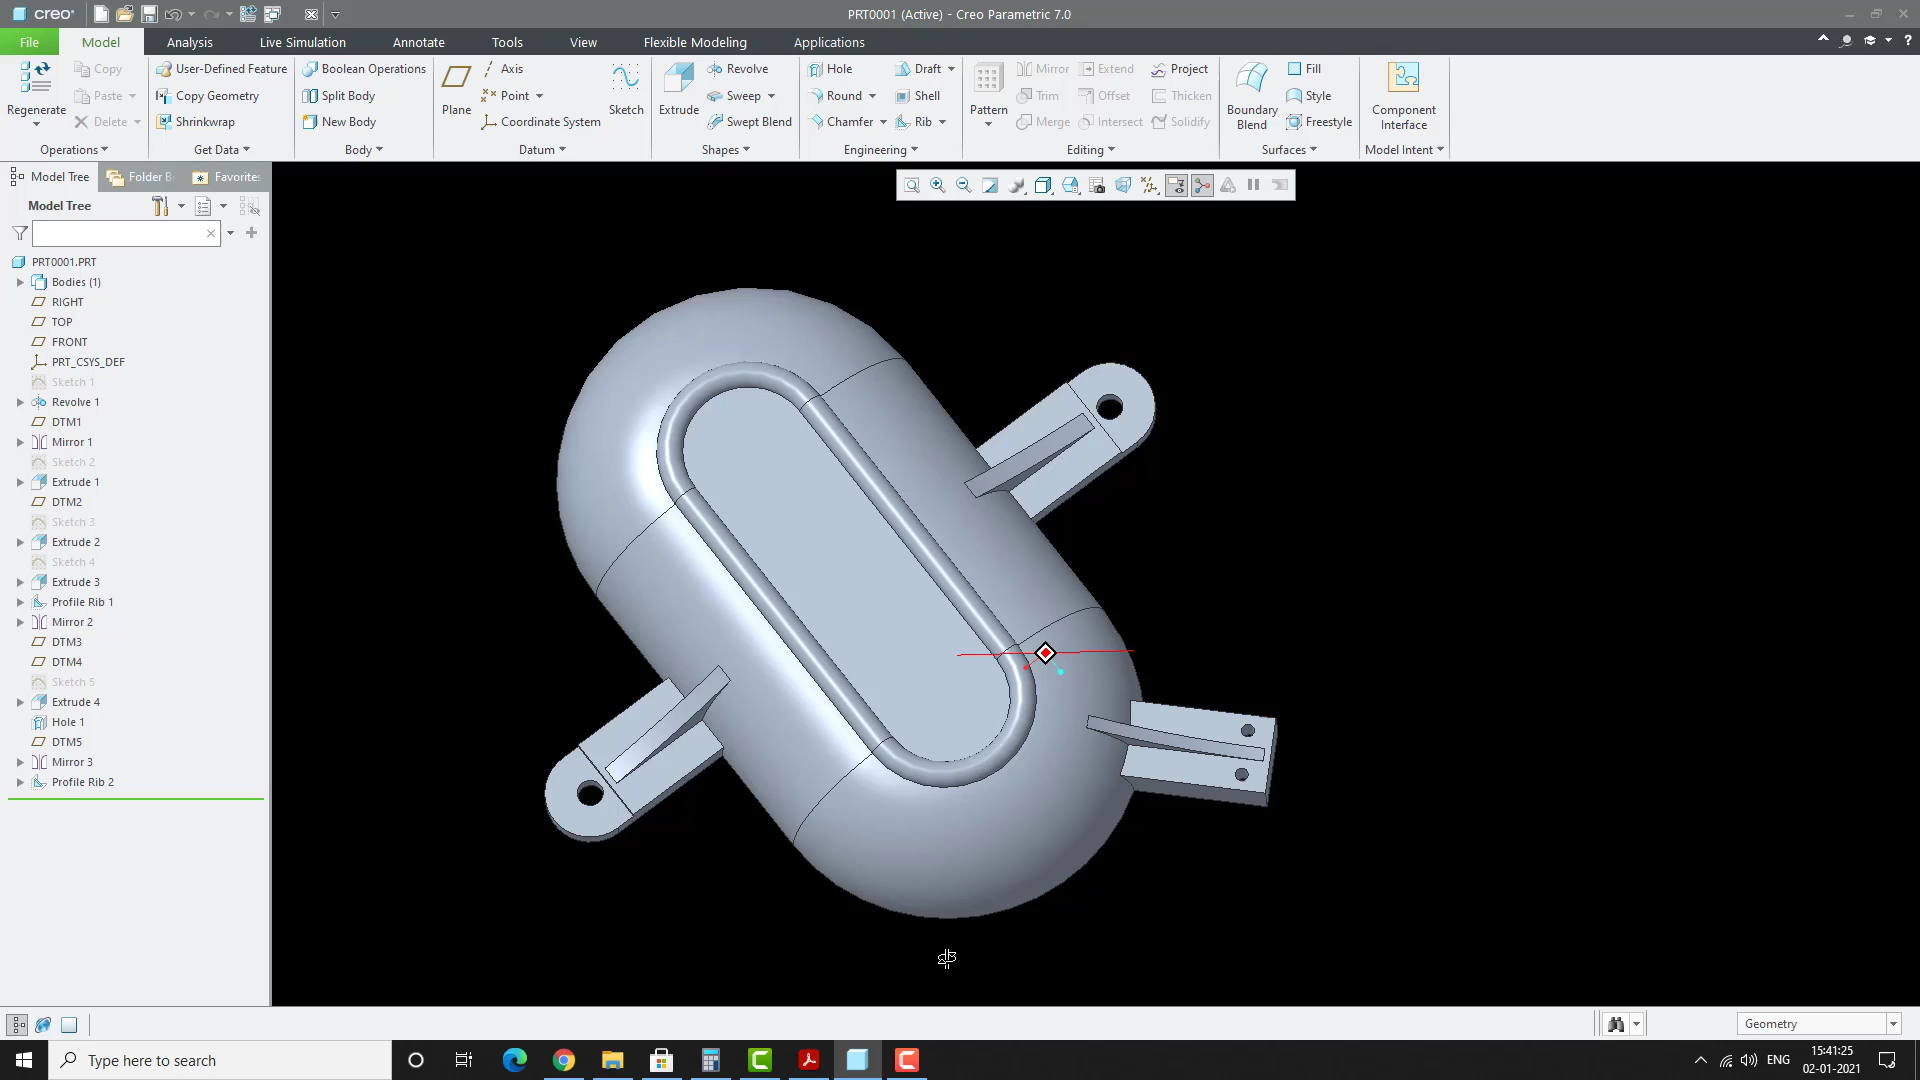 creo PRT0001 (Active) - Creo Parametric 7.0
File Model Analysis Live Simulation Annotate Tools View Flexible Modeling Applications
Regenerate Copy Paste Delete
Operations
User-Defined Feature
Copy Geometry
Shrinkwrap
Get Data
Boolean Operations
Split Body
New Body
Body
Plane
Axis
Point
Coordinate System
Sketch
Datum
Extrude
Revolve
Sweep
Swept Blend
Shapes
Hole
Round
Chamfer
Draft
Shell
Rib
Engineering
Pattern
Mirror
Trim
Merge
Extend
Offset
Intersect
Project
Thicken
Solidify
Editing
Boundary
Blend
Fill
Style
Freestyle
Surfaces
Component
Interface
Model Intent
Model Tree Folder B Favorites
Model Tree
PRT0001.PRT
Bodies (1)
RIGHT
TOP
FRONT
PRT_CSYS_DEF
Sketch 1
Revolve 1
DTM1
Mirror 1
Sketch 2
Extrude 1
DTM2
Sketch 3
Extrude 2
Sketch 4
Extrude 3
Profile Rib 1
Mirror 2
DTM3
DTM4
Sketch 5
Extrude 4
Hole 1
DTM5
Mirror 3
Profile Rib 2
Geometry
Type here to search
ENG
15:41:25
02-01-2021